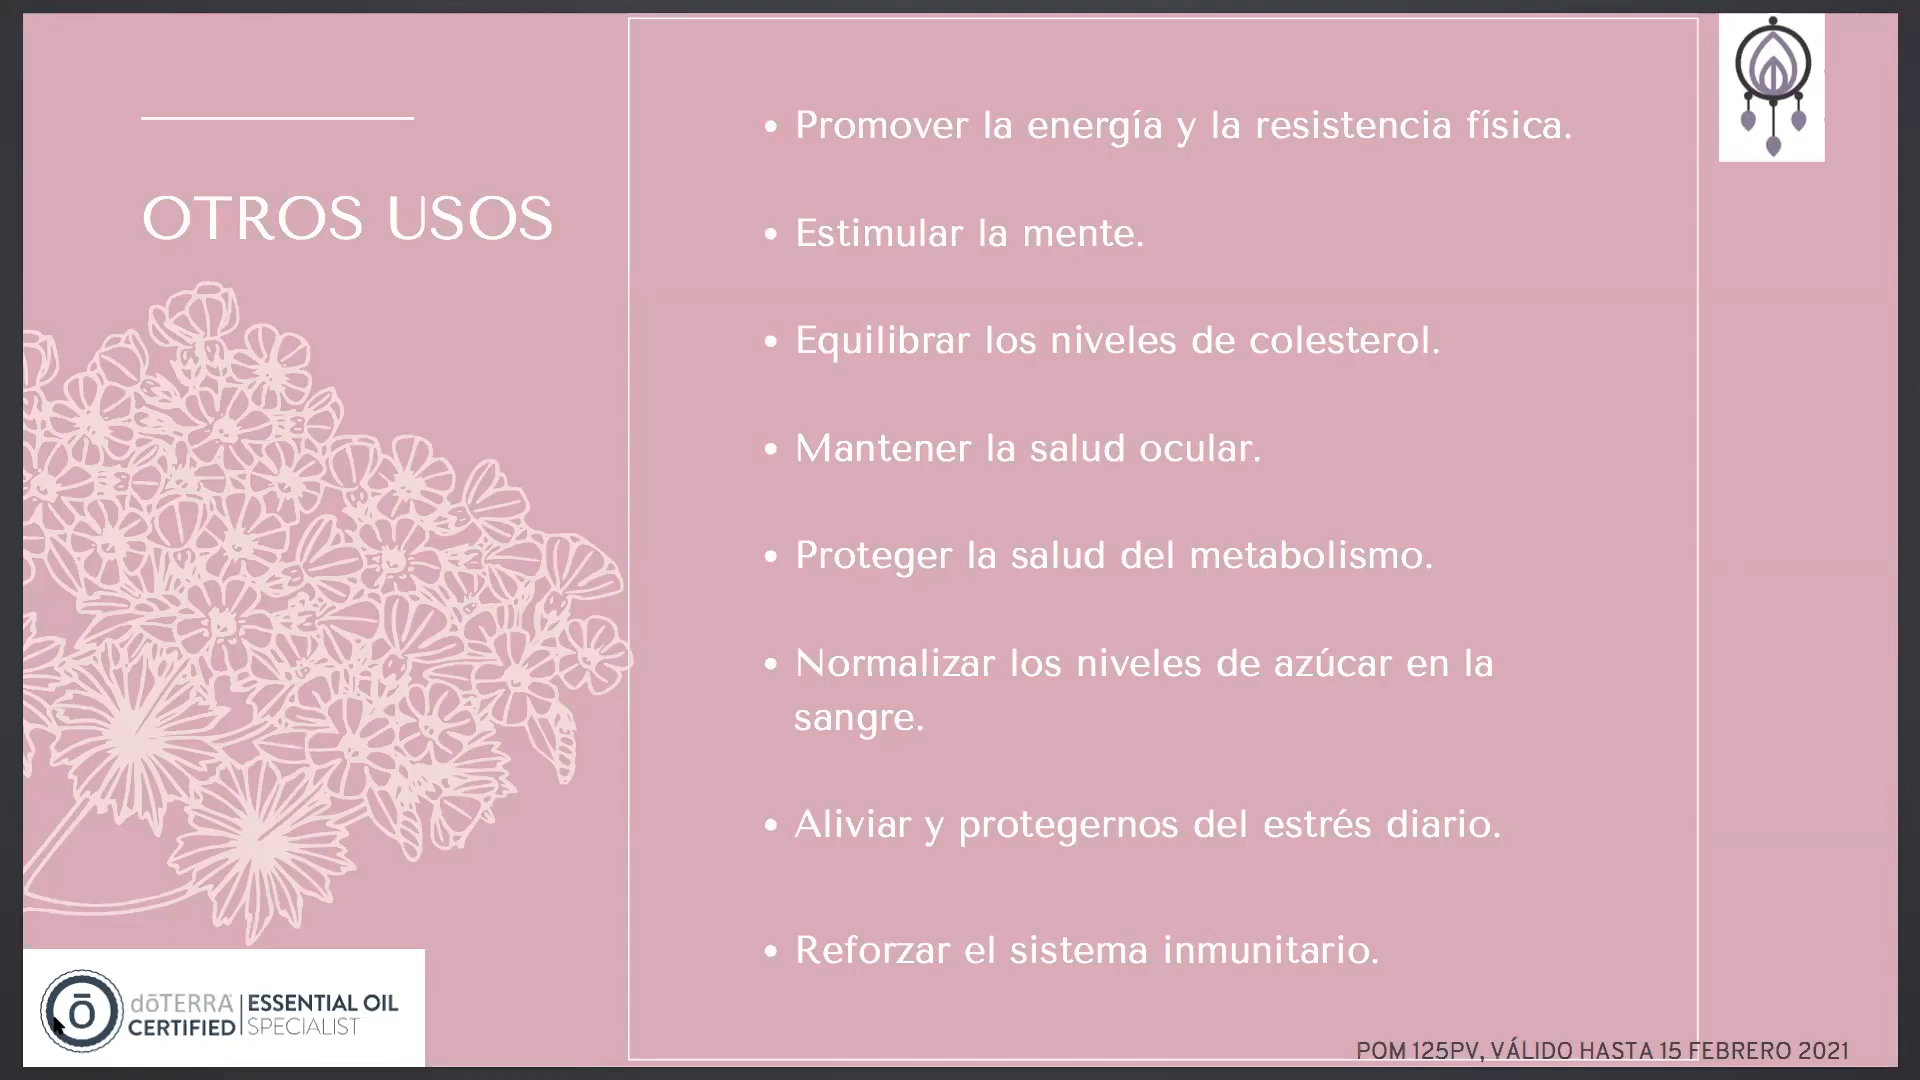 OTROS USOS
• Promover la energía y la resistencia física.
• Estimular la mente.
• Equilibrar los niveles de colesterol.
• Mantener la salud ocular.
• Proteger la salud del metabolismo.
• Normalizar los niveles de azúcar en la
sangre.
• Aliviar y protegernos del estrés diario.
• Reforzar el sistema inmunitario.
ō
dōTERRA
CERTIFIED
ESSENTIAL OIL
SPECIALIST
POM 125PV, VÁLIDO HASTA 15 FEBRERO 2021